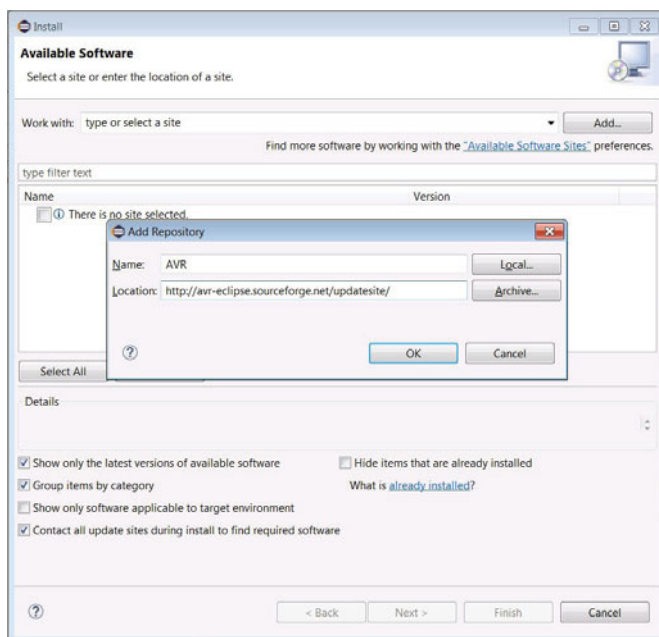 Install
Available Software
Select a site or enter the location of a site.
Work with: type or select a site Add...
Find more software by working with the "Available Software Sites" preferences.
type filter text
Name Version
There is no site selected.
Add Repository
Name: AVR Local...
Location: http://avr-eclipse.sourceforge.net/updatesite/ Archive...
OK Cancel
Select All
Details
Show only the latest versions of available software Hide items that are already installed
Group items by category What is already installed?
Show only software applicable to target environment
Contact all update sites during install to find required software
< Back Next > Finish Cancel